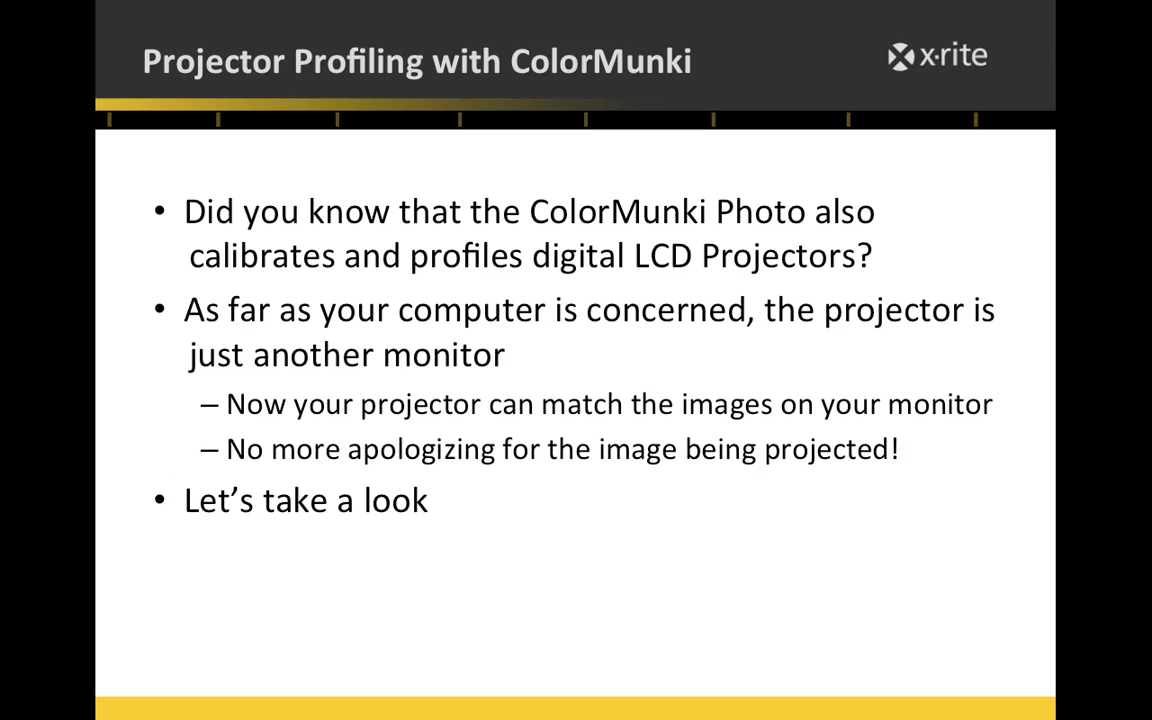 Projector Profiling with ColorMunki
x·rite
• Did you know that the ColorMunki Photo also
calibrates and profiles digital LCD Projectors?
• As far as your computer is concerned, the projector is
just another monitor
– Now your projector can match the images on your monitor
– No more apologizing for the image being projected!
• Let’s take a look